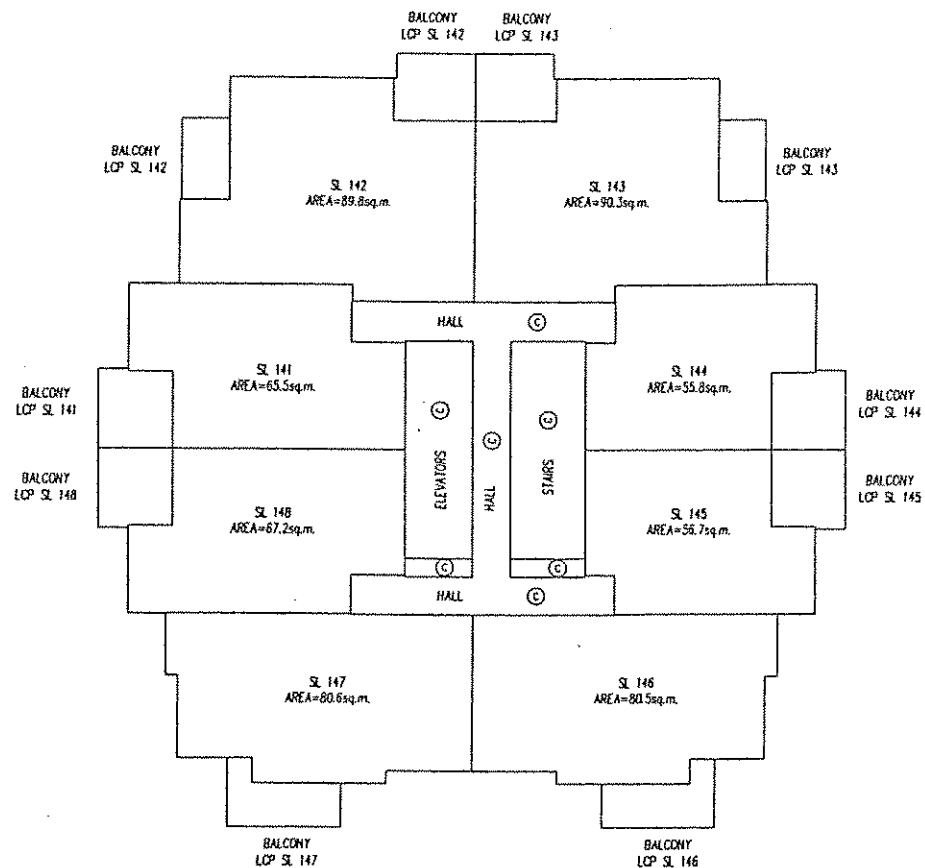 BALCONY
LCP SL 142
BALCONY
LCP SL 143
BALCONY
LCP SL 142
BALCONY
LCP SL 143
SL 142
AREA=89.8sq.m.
SL 143
AREA=90.3sq.m.
HALL
C
SL 141
AREA=65.5sq.m.
SL 144
AREA=55.8sq.m.
BALCONY
LCP SL 141
BALCONY
LCP SL 144
C
ELEVATORS
C
HALL
C
STAIRS
BALCONY
LCP SL 148
BALCONY
LCP SL 145
SL 148
AREA=67.2sq.m.
SL 145
AREA=56.7sq.m.
C
C
HALL
C
SL 147
AREA=80.6sq.m.
SL 146
AREA=80.5sq.m.
BALCONY
LCP SL 147
BALCONY
LCP SL 146